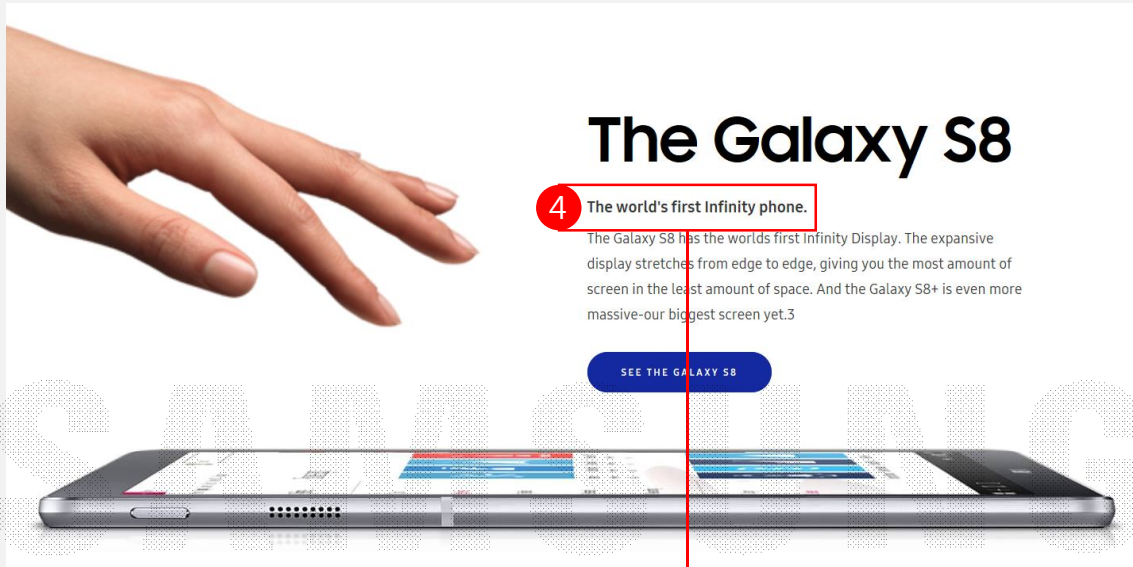 The Galaxy S8
4
The world's first Infinity phone.
The Galaxy S8 has the worlds first Infinity Display. The expansive
display stretches from edge to edge, giving you the most amount of
screen in the least amount of space. And the Galaxy S8+ is even more
massive-our biggest screen yet.3
SEE THE GALAXY S8
SAMSUNG